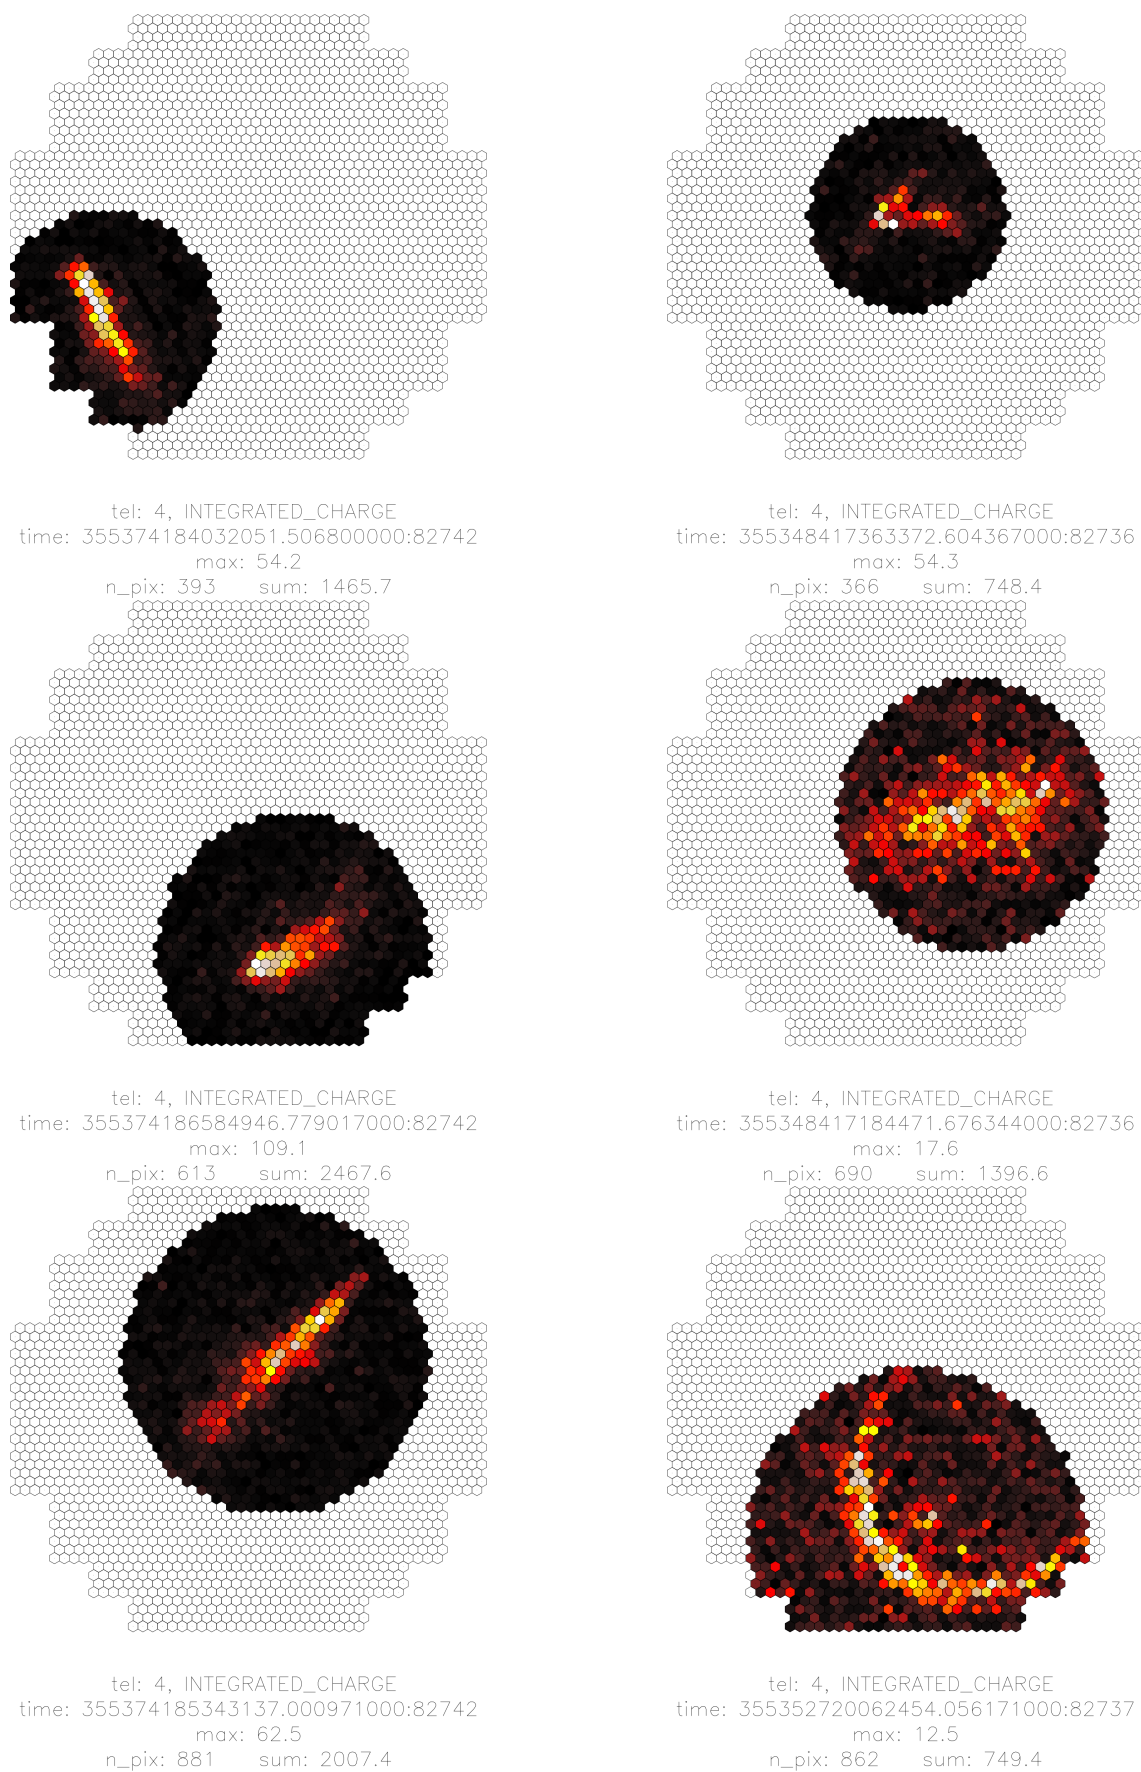 tel: 4, INTEGRATED_CHARGE
time: 355374184032051.506800000:82742
max: 54.2
n_pix: 393 sum: 1465.7
tel: 4, INTEGRATED_CHARGE
time: 355348417363372.604367000:82736
max: 54.3
n_pix: 366 sum: 748.4
tel: 4, INTEGRATED_CHARGE
time: 355374186584946.779017000:82742
max: 109.1
n_pix: 613 sum: 2467.6
tel: 4, INTEGRATED_CHARGE
time: 355348417184471.676344000:82736
max: 17.6
n_pix: 690 sum: 1396.6
tel: 4, INTEGRATED_CHARGE
time: 355374185343137.000971000:82742
max: 62.5
n_pix: 881 sum: 2007.4
tel: 4, INTEGRATED_CHARGE
time: 355352720062454.056171000:82737
max: 12.5
n_pix: 862 sum: 749.4